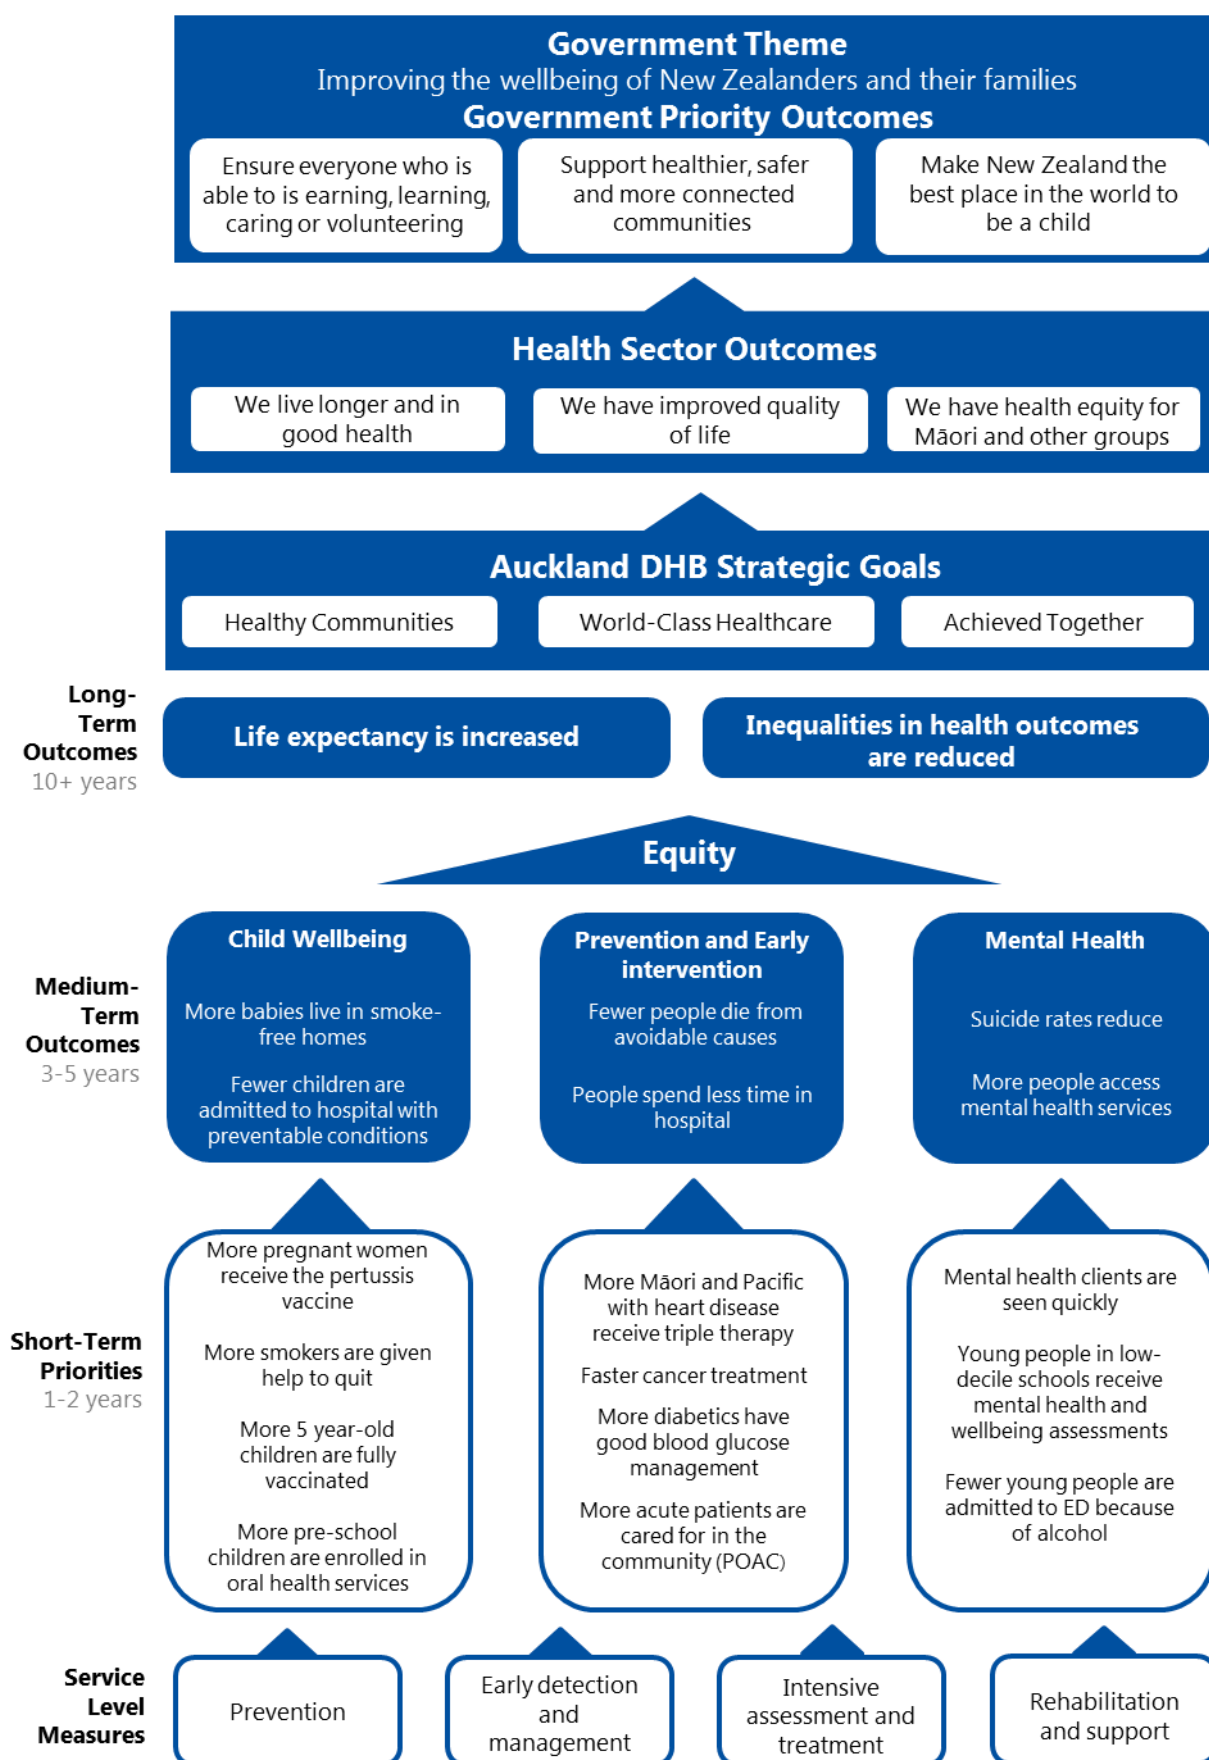 Government Theme
Improving the wellbeing of New Zealanders and their families
Government Priority Outcomes
Ensure everyone who is
able to is earning, learning,
caring or volunteering
Support healthier, safer
and more connected
communities
Make New Zealand the
best place in the world to
be a child
Health Sector Outcomes
We live longer and in
good health
We have improved quality
of life
We have health equity for
Māori and other groups
Auckland DHB Strategic Goals
Healthy Communities
World-Class Healthcare
Achieved Together
Long-
Term
Outcomes
10+ years
Life expectancy is increased
Inequalities in health outcomes
are reduced
Equity
Medium-
Term
Outcomes
3-5 years
Child Wellbeing
More babies live in smoke-
free homes
Fewer children are
admitted to hospital with
preventable conditions
Prevention and Early
intervention
Fewer people die from
avoidable causes
People spend less time in
hospital
Mental Health
Suicide rates reduce
More people access
mental health services
Short-Term
Priorities
1-2 years
More pregnant women
receive the pertussis
vaccine
More smokers are given
help to quit
More 5 year-old
children are fully
vaccinated
More pre-school
children are enrolled in
oral health services
More Māori and Pacific
with heart disease
receive triple therapy
Faster cancer treatment
More diabetics have
good blood glucose
management
More acute patients are
cared for in the
community (POAC)
Mental health clients are
seen quickly
Young people in low-
decile schools receive
mental health and
wellbeing assessments
Fewer young people are
admitted to ED because
of alcohol
Service
Level
Measures
Prevention
Early detection
and
management
Intensive
assessment and
treatment
Rehabilitation
and support